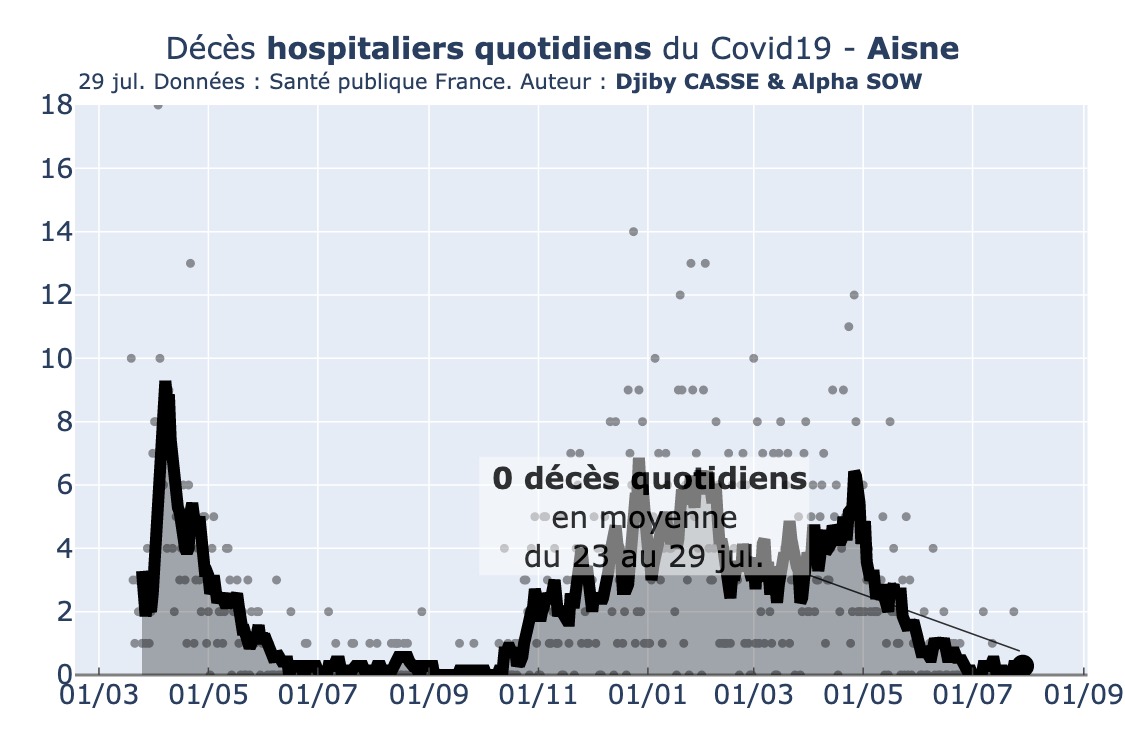 Décès hospitaliers quotidiens du Covid19 - Aisne
29 jul. Données : Santé publique France. Auteur : Djiby CASSE & Alpha SOW
18
16
14
12
10
8
6
4
2
0
0 décès quotidiens
en moyenne
du 23 au 29 jul.
01/03 01/05 01/07 01/09 01/11 01/01 01/03 01/05 01/07 01/09